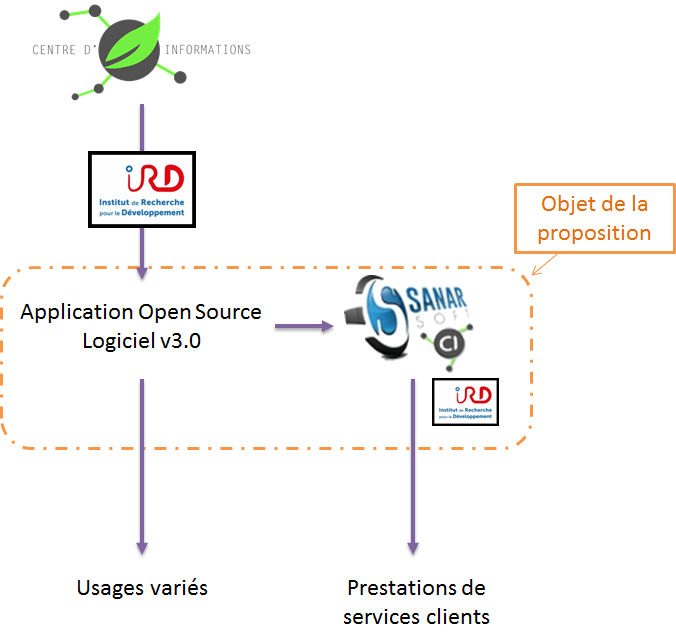 CENTRE D' INFORMATIONS
iRD
Institut de Recherche
pour le Développement
Objet de la
proposition
Application Open Source
Logiciel v3.0
S SANAR
SOFT
CI
iRD
Institut de Recherche
pour le Développement
Usages variés
Prestations de
services clients